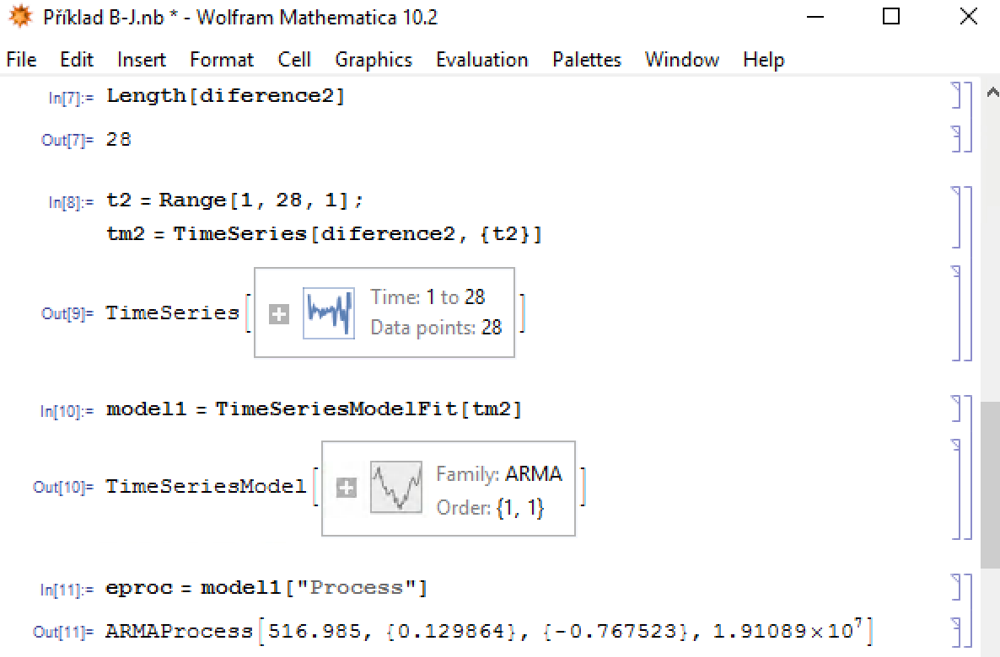 Příklad B-J.nb * - Wolfram Mathematica 10.2
File Edit Insert Format Cell Graphics Evaluation Palettes Window Help
In[7]:= Length[diference2]
Out[7]= 28
In[8]:= t2 = Range[1, 28, 1];
tm2 = TimeSeries[diference2, {t2}]
Out[9]= TimeSeries[ Time: 1 to 28
Data points: 28 ]
In[10]:= model1 = TimeSeriesModelFit[tm2]
Out[10]= TimeSeriesModel[ Family: ARMA
Order: {1, 1} ]
In[11]:= eproc = model1["Process"]
Out[11]= ARMAProcess[516.985, {0.129864}, {-0.767523}, 1.91089×10⁷]